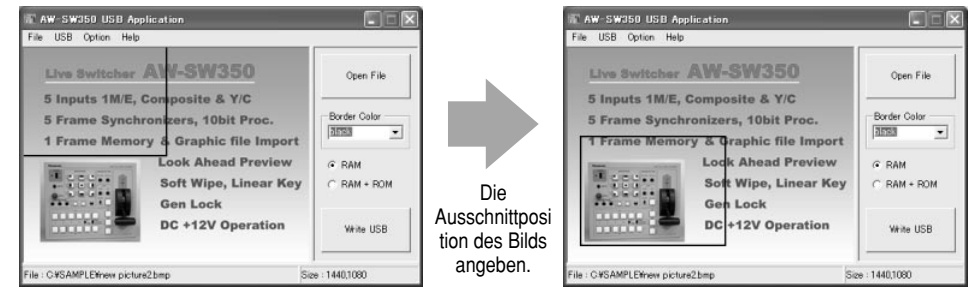 AW-SW350 USB Application
File USB Option Help
Live Switcher AW-SW350
5 Inputs 1M/E, Composite & Y/C
5 Frame Synchronizers, 10bit Proc.
1 Frame Memory & Graphic file Import
Look Ahead Preview
Soft Wipe, Linear Key
Gen Lock
DC +12V Operation
Open File
Border Color
black
RAM
RAM + ROM
Write USB
File : C:¥SAMPLE¥new picture2.bmp
Size : 1440,1080
Die
Ausschnittposi
tion des Bilds
angeben.
AW-SW350 USB Application
File USB Option Help
Live Switcher AW-SW350
5 Inputs 1M/E, Composite & Y/C
5 Frame Synchronizers, 10bit Proc.
1 Frame Memory & Graphic file Import
Look Ahead Preview
Soft Wipe, Linear Key
Gen Lock
DC +12V Operation
Open File
Border Color
black
RAM
RAM + ROM
Write USB
File : C:¥SAMPLE¥new picture2.bmp
Size : 1440,1080